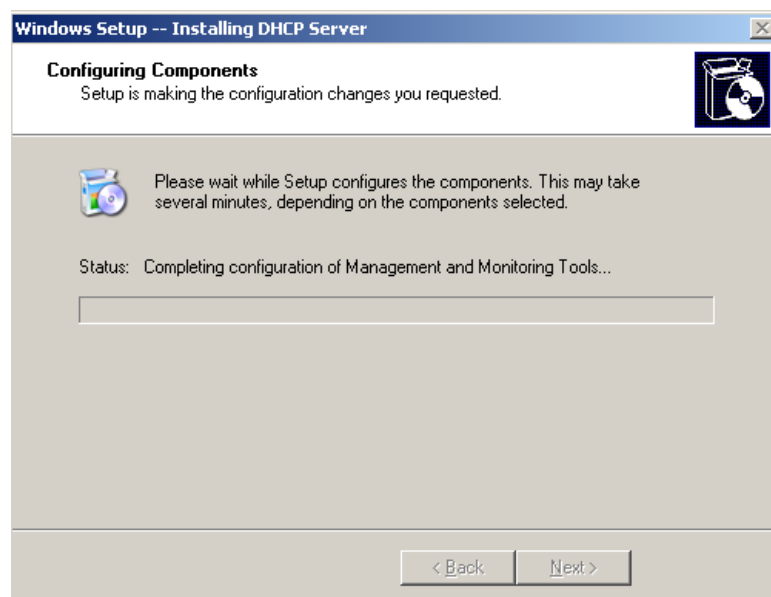 Windows Setup -- Installing DHCP Server
Configuring Components
Setup is making the configuration changes you requested.
Please wait while Setup configures the components. This may take
several minutes, depending on the components selected.
Status: Completing configuration of Management and Monitoring Tools...
< Back Next >